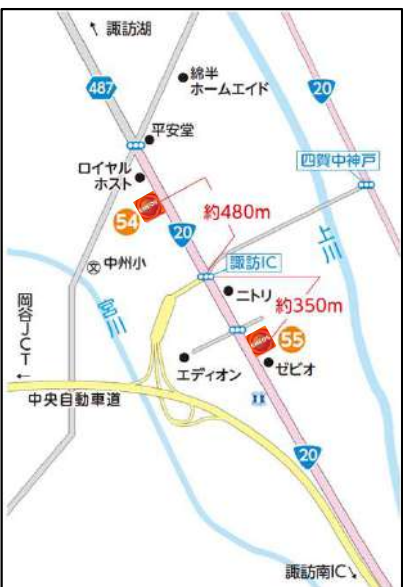 諏訪湖
487
綿半
ホームエイド
20
平安堂
四賀中神戸
ロイヤル
ホスト
54
約480m
20
上川
中州小
文
諏訪IC
宮川
ニトリ
約350m
岡谷JCT
55
エディオン
ゼビオ
中央自動車道
20
諏訪南IC